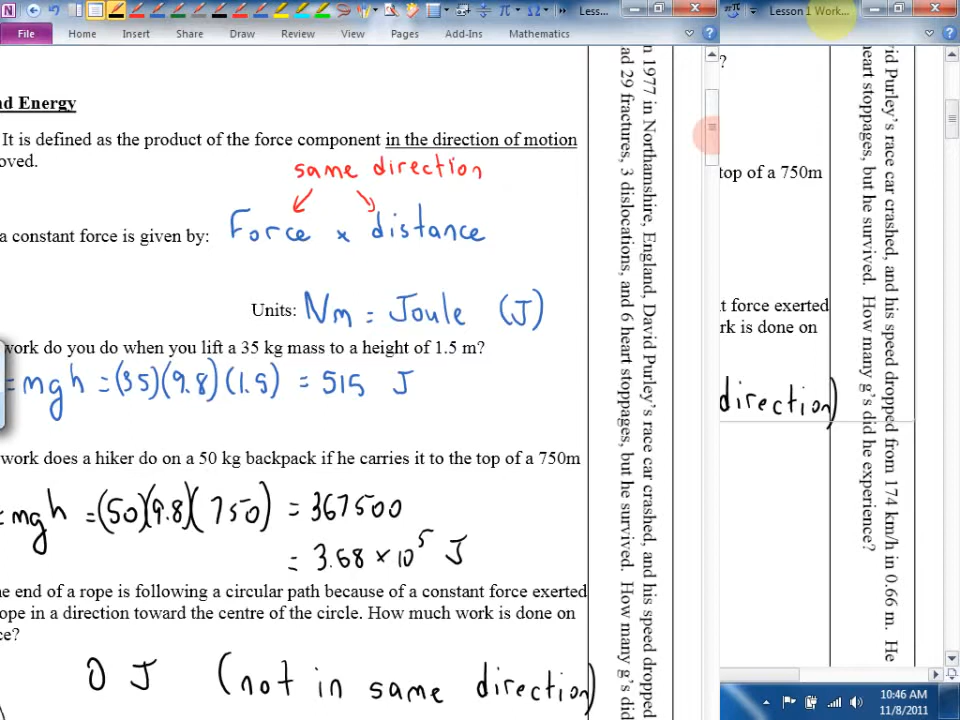 Less...
Lesson 1 Work...
File Home Insert Share Draw Review View Pages Add-Ins Mathematics
nd Energy
It is defined as the product of the force component in the direction of motion
oved.
same direction
a constant force is given by: Force × distance
Units: Nm = Joule (J)
work do you do when you lift a 35 kg mass to a height of 1.5 m?
= mgh = (35)(9.8)(1.5) = 515 J
work does a hiker do on a 50 kg backpack if he carries it to the top of a 750m
= mgh = (50)(9.8)(750) = 367500
= 3.68 × 10^5 J
he end of a rope is following a circular path because of a constant force exerted
ope in a direction toward the centre of the circle. How much work is done on
ce?
0 J (not in same direction)
n 1977 in Northamshire, England, David Purley's race car crashed, and his speed dropped
ad 29 fractures, 3 dislocations, and 6 heart stoppages, but he survived. How many g's did
?
top of a 750m
t force exerted
rk is done on
direction)
vid Purley's race car crashed, and his speed dropped from 174 km/h in 0.66 m. He
heart stoppages, but he survived. How many g's did he experience?
10:46 AM
11/8/2011